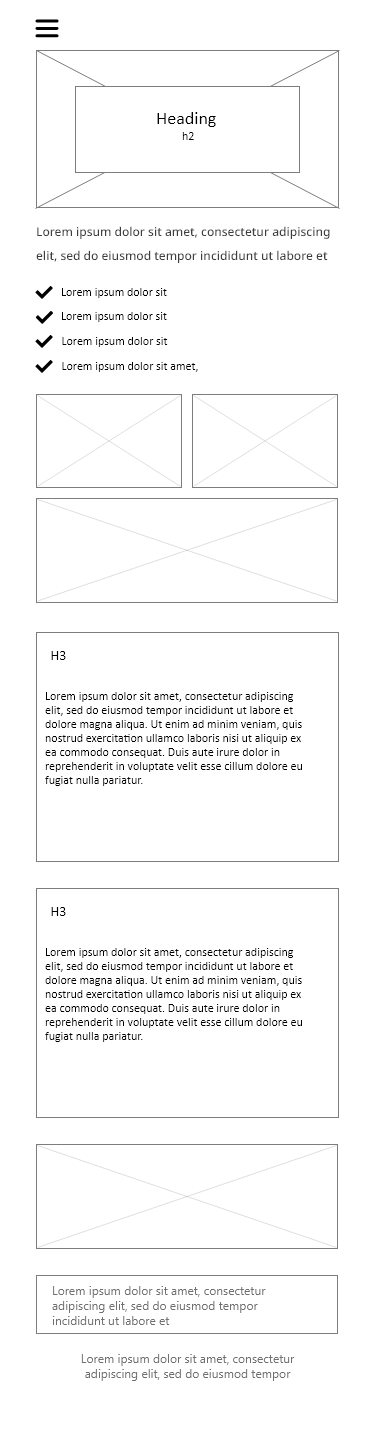 Heading
h2
Lorem ipsum dolor sit amet, consectetur adipiscing
elit, sed do eiusmod tempor incididunt ut labore et
Lorem ipsum dolor sit
Lorem ipsum dolor sit
Lorem ipsum dolor sit
Lorem ipsum dolor sit amet,
H3
Lorem ipsum dolor sit amet, consectetur adipiscing
elit, sed do eiusmod tempor incididunt ut labore et
dolore magna aliqua. Ut enim ad minim veniam, quis
nostrud exercitation ullamco laboris nisi ut aliquip ex
ea commodo consequat. Duis aute irure dolor in
reprehenderit in voluptate velit esse cillum dolore eu
fugiat nulla pariatur.
H3
Lorem ipsum dolor sit amet, consectetur adipiscing
elit, sed do eiusmod tempor incididunt ut labore et
dolore magna aliqua. Ut enim ad minim veniam, quis
nostrud exercitation ullamco laboris nisi ut aliquip ex
ea commodo consequat. Duis aute irure dolor in
reprehenderit in voluptate velit esse cillum dolore eu
fugiat nulla pariatur.
Lorem ipsum dolor sit amet, consectetur
adipiscing elit, sed do eiusmod tempor
incididunt ut labore et
Lorem ipsum dolor sit amet, consectetur
adipiscing elit, sed do eiusmod tempor